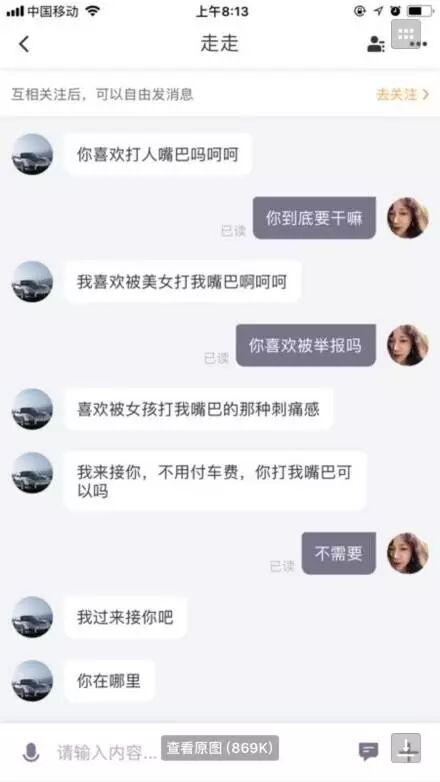 中国移动
上午8:13
走走
互相关注后，可以自由发消息
去关注
你喜欢打人嘴巴吗呵呵
你到底要干嘛
已读
我喜欢被美女打我嘴巴啊呵呵
你喜欢被举报吗
已读
喜欢被女孩打我嘴巴的那种刺痛感
我来接你，不用付车费，你打我嘴巴可
以吗
不需要
已读
我过来接你吧
你在哪里
请输入内容...
查看原图 (869K)